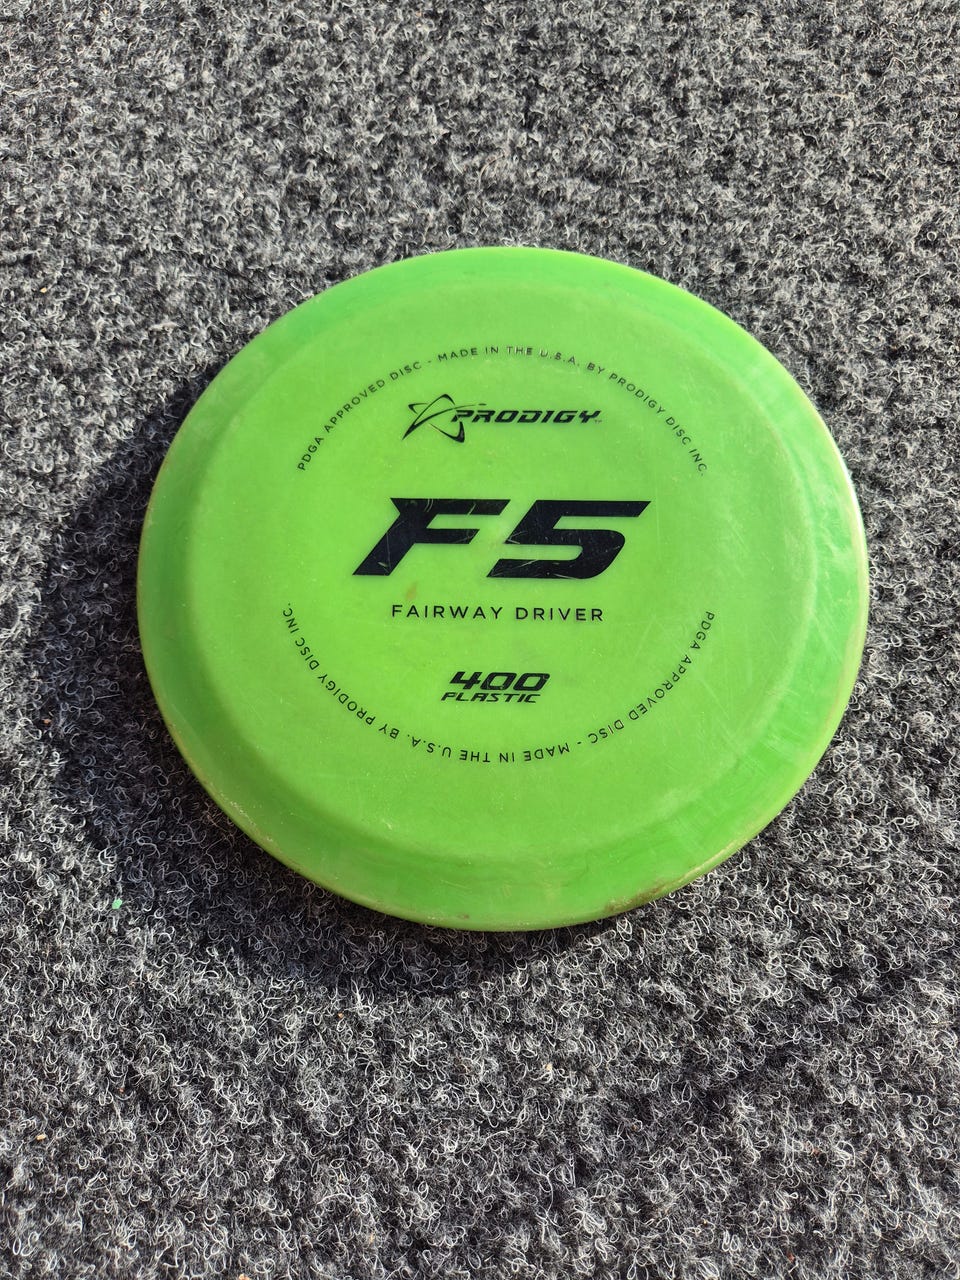 PDGA APPROVED DISC - MADE IN THE U.S.A. BY PRODIGY DISC INC.
PRODIGY™
F5
FAIRWAY DRIVER
400
PLASTIC
PDGA APPROVED DISC - MADE IN THE U.S.A. BY PRODIGY DISC INC.